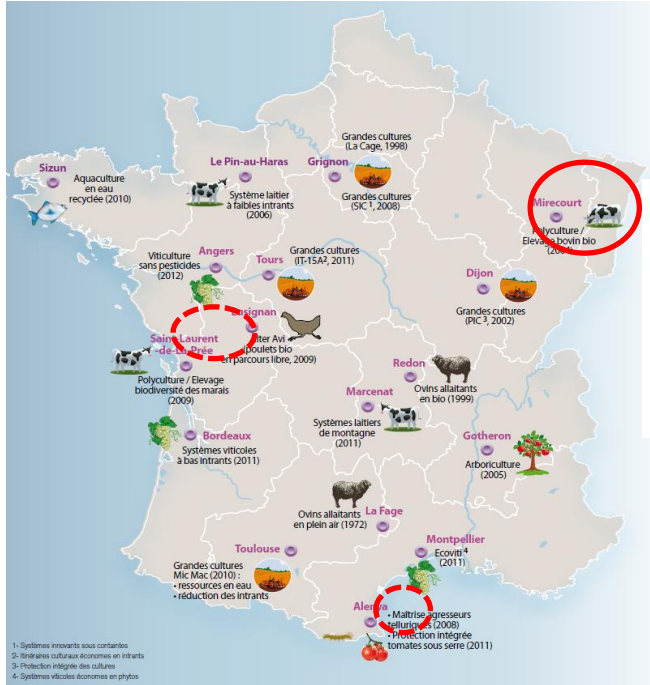 Grandes cultures
(La Cage, 1998)
Sizun
Aquaculture
en eau
recyclée (2010)
Le Pin-au-Haras
Système laitier
à faibles intrants
(2006)
Grignon
Grandes cultures
(SIC ¹, 2008)
Mirecourt
Polyculture /
Elevage bovin bio
Viticulture
sans pesticides
(2012)
Angers
Tours
Grandes cultures
(IT-15A², 2011)
Dijon
Grandes cultures
(PIC ³, 2002)
(poulets bio
en parcours libre, 2009)
Saint-Laurent
-de-La-Prée
Polyculture / Elevage
biodiversité des marais
(2009)
Redon
Ovins allaitants
en bio (1999)
Marcenat
Systèmes laitiers
de montagne
(2011)
Bordeaux
Systèmes viticoles
à bas intrants (2011)
Gotheron
Arboriculture
(2005)
Ovins allaitants
en plein air (1972)
La Fage
Toulouse
Grandes cultures
Mic Mac (2010) :
• ressources en eau
• réduction des intrants
Montpellier
Ecoviti ⁴
(2011)
• Maîtrise agresseurs
telluriques (2008)
• Protection intégrée
tomates sous serre (2011)
1- Systèmes innovants sous containtes
2- Itinéraires culturaux économes en intrants
3- Protection intégrée des cultures
4- Systèmes viticoles économes en phytos